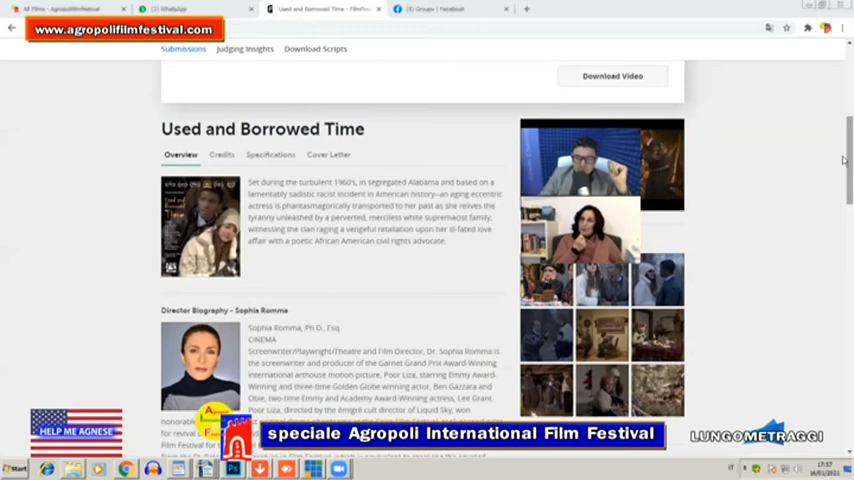 All Films - Agropolifilmfestival
(2) WhatsApp
Used and Borrowed Time - FilmFre
(8) Groups | Facebook
www.agropolifilmfestival.com
Submissions Judging Insights Download Scripts
Download Video
Used and Borrowed Time
Overview Credits Specifications Cover Letter
Set during the turbulent 1960's, in segregated Alabama and based on a
lamentably sadistic racist incident in American history--an aging eccentric
actress is phantasmagorically transported to her past as she relives the
tyranny unleashed by a perverted, merciless white supremacist family;
witnessing the clan raging a vengeful retaliation upon her ill-fated love
affair with a poetic African American civil rights advocate.
Used and
Borrowed
Time
Director Biography - Sophia Romma
Sophia Romma, Ph.D., Esq.
CINEMA
Screenwriter/Playwright/Theatre and Film Director, Dr. Sophia Romma is
the screenwriter and producer of the Garnet Grand Prix Award-Winning
international arthouse motion-picture, Poor Liza, starring Emmy Award-
Winning and three-time Golden Globe winning actor, Ben Gazzara and
Obie, two-time Emmy and Academy Award-Winning actress, Lee Grant.
Poor Liza, directed by the émigré cult director of Liquid Sky, won
honorable
for revival
Film Festival for the
HELP ME AGNESE
speciale Agropoli International Film Festival
LUNGOMETRAGGI
Start
IT
17:57
16/01/2021